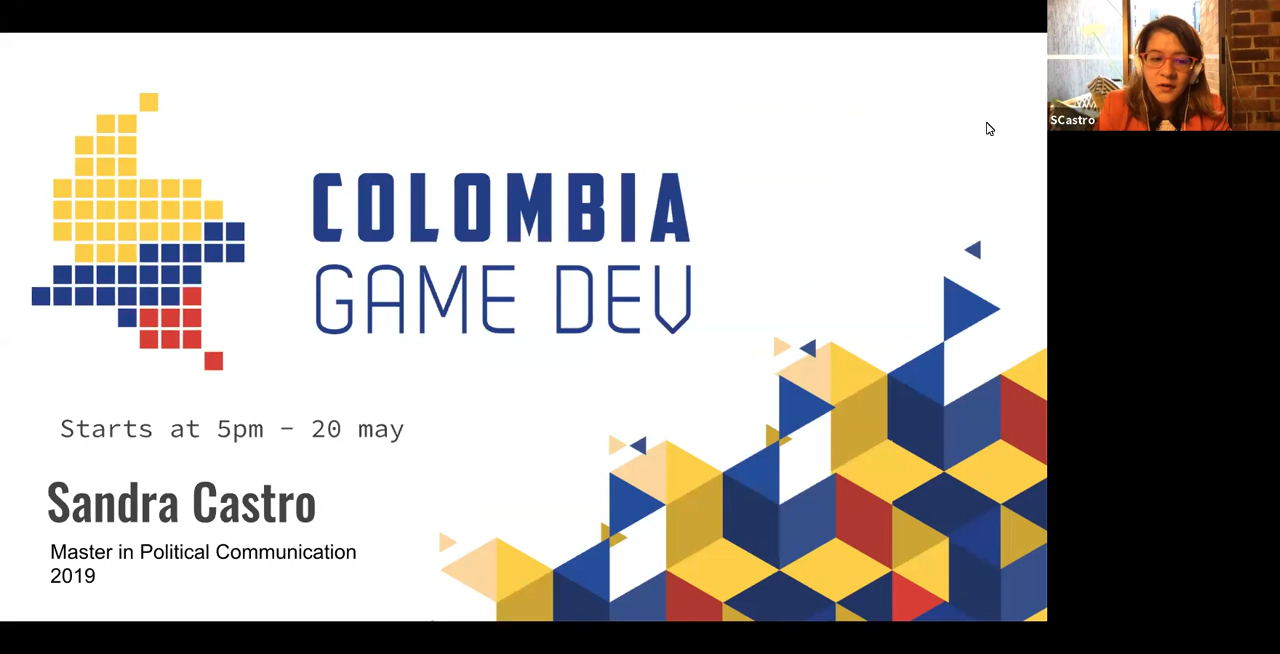 COLOMBIA
GAME DEV
Starts at 5pm - 20 may
Sandra Castro
Master in Political Communication
2019
SCastro